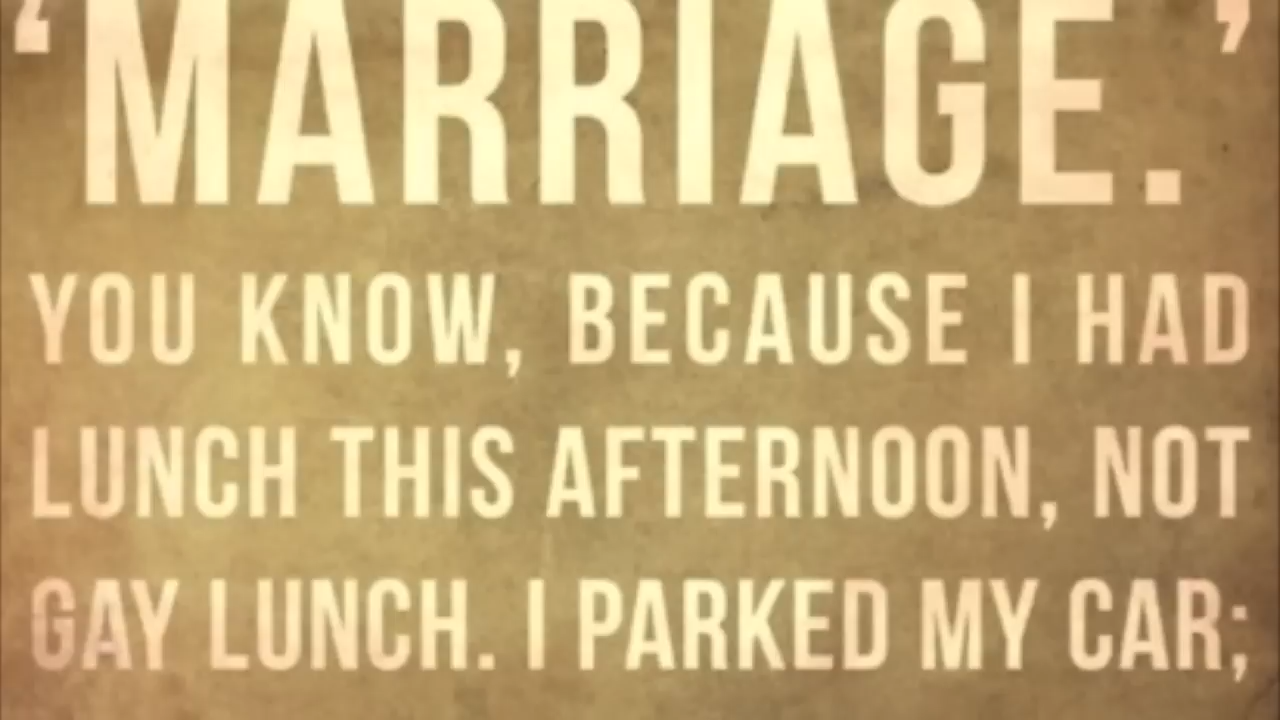 ‘MARRIAGE.’
YOU KNOW, BECAUSE I HAD
LUNCH THIS AFTERNOON, NOT
GAY LUNCH. I PARKED MY CAR;